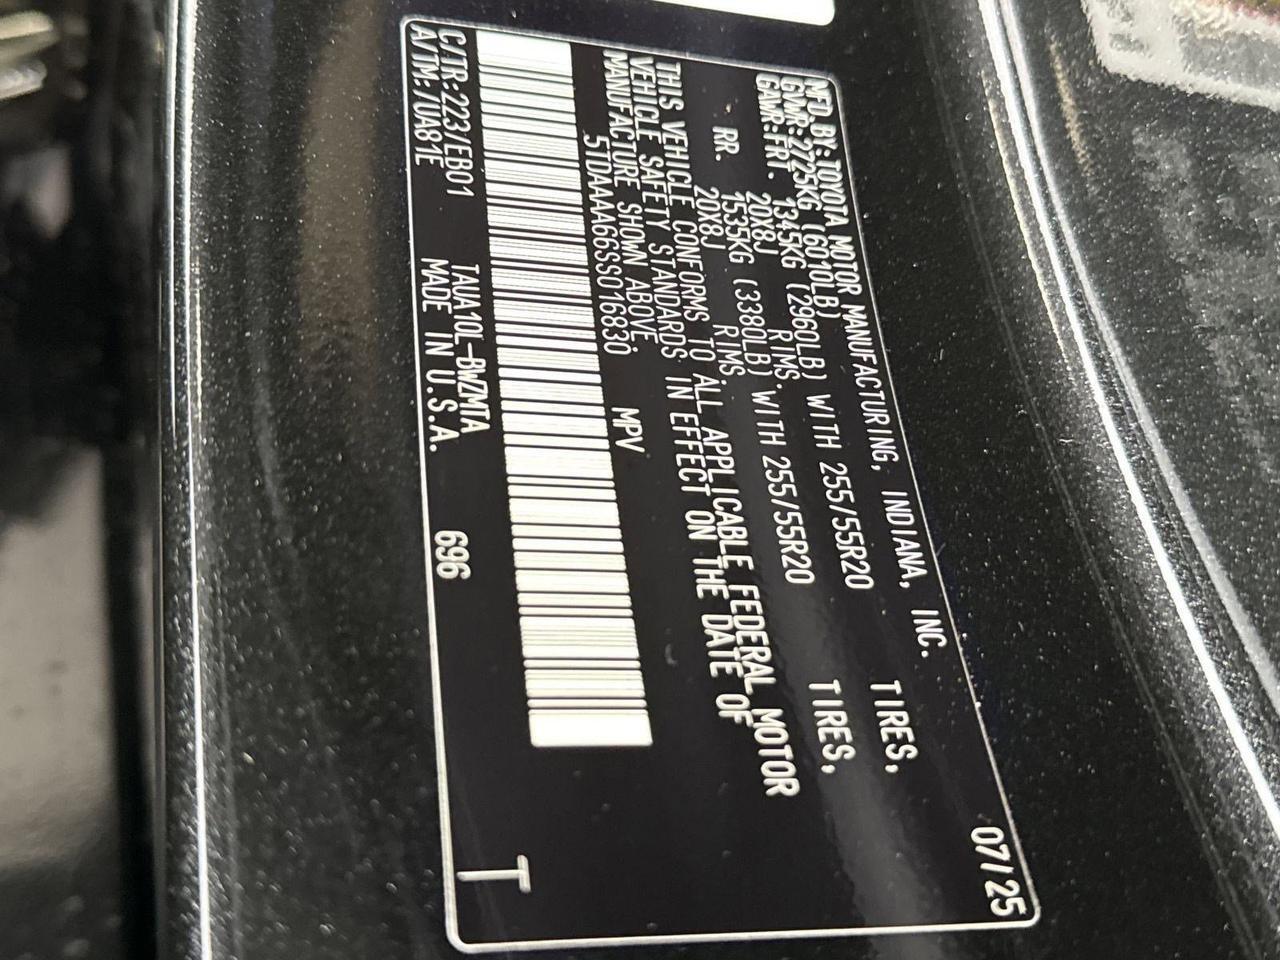 MFD BY: TOYOTA MOTOR MANUFACTURING, INDIANA, INC. 07/25
GVWR: 2725KG (6010LB)
GAWR: FRT. 1345KG (2960LB) WITH 255/55R20 TIRES,
20X8J RIMS.
RR. 1535KG (3380LB) WITH 255/55R20 TIRES,
20X8J RIMS.
THIS VEHICLE CONFORMS TO ALL APPLICABLE FEDERAL MOTOR
VEHICLE SAFETY STANDARDS IN EFFECT ON THE DATE OF
MANUFACTURE SHOWN ABOVE.
5TDAAAA66SS016830 MPV
C/TR: 223/EB01 TAUA10L-BWZMTA T
A/TM: /UA81E MADE IN U.S.A. 696